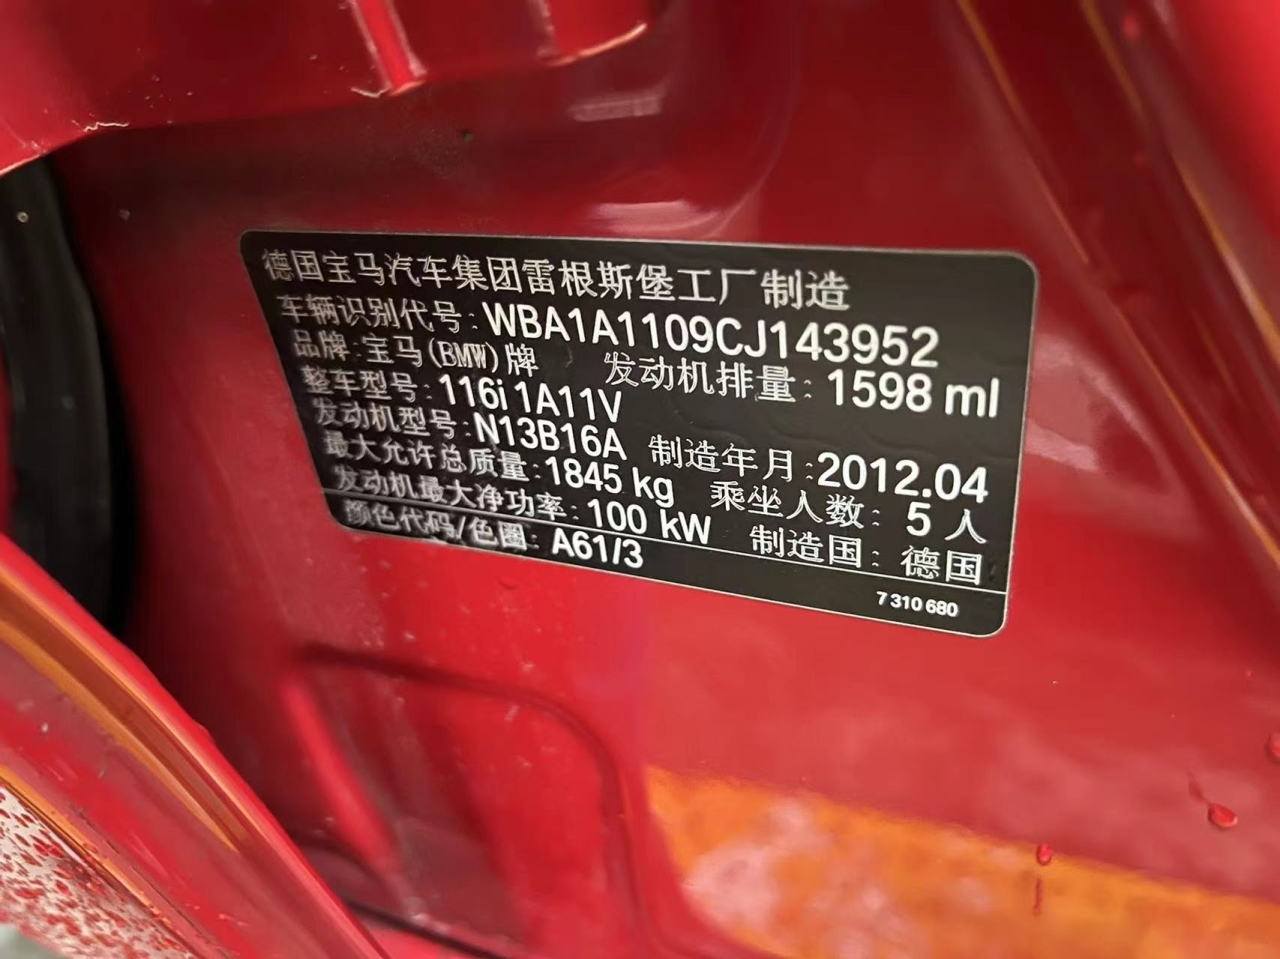 德国宝马汽车集团雷根斯堡工厂制造
车辆识别代号:WBA1A1109CJ143952
品牌:宝马(BMW)牌 发动机排量:1598 ml
整车型号:116i 1A11V
发动机型号:N13B16A 制造年月:2012.04
最大允许总质量:1845 kg 乘坐人数:5 人
发动机最大净功率:100 kW 制造国:德国
颜色代码/色圈:A61/3
7 310 680